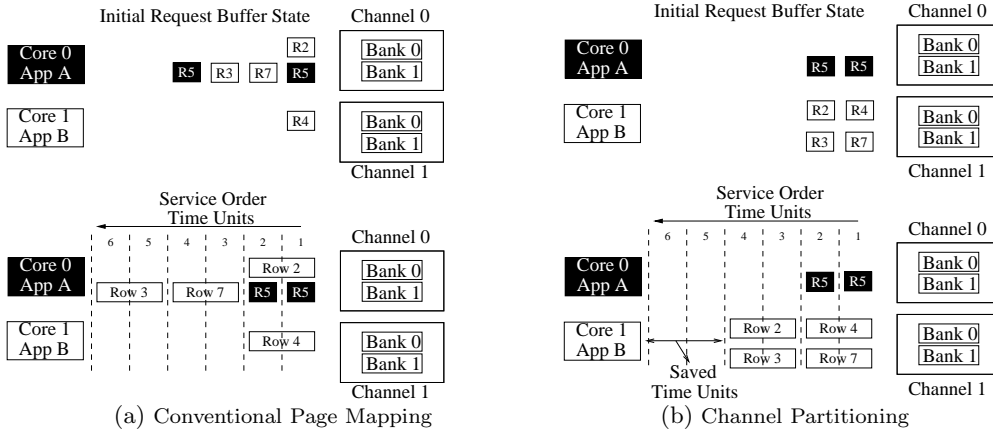 Initial Request Buffer State
Channel 0
Core 0
App A
R2
R5 R3 R7 R5
Bank 0
Bank 1
Core 1
App B
R4
Bank 0
Bank 1
Channel 1
Service Order
Time Units
6 5 4 3 2 1
Channel 0
Core 0
App A
Row 2
Row 3 Row 7 R5 R5
Bank 0
Bank 1
Core 1
App B
Row 4
Bank 0
Bank 1
Channel 1
(a) Conventional Page Mapping
Initial Request Buffer State
Channel 0
Core 0
App A
R5 R5
Bank 0
Bank 1
Core 1
App B
R2 R4
R3 R7
Bank 0
Bank 1
Channel 1
Service Order
Time Units
6 5 4 3 2 1
Channel 0
Core 0
App A
R5 R5
Bank 0
Bank 1
Core 1
App B
Row 2 Row 4
Row 3 Row 7
Saved
Time Units
Bank 0
Bank 1
Channel 1
(b) Channel Partitioning